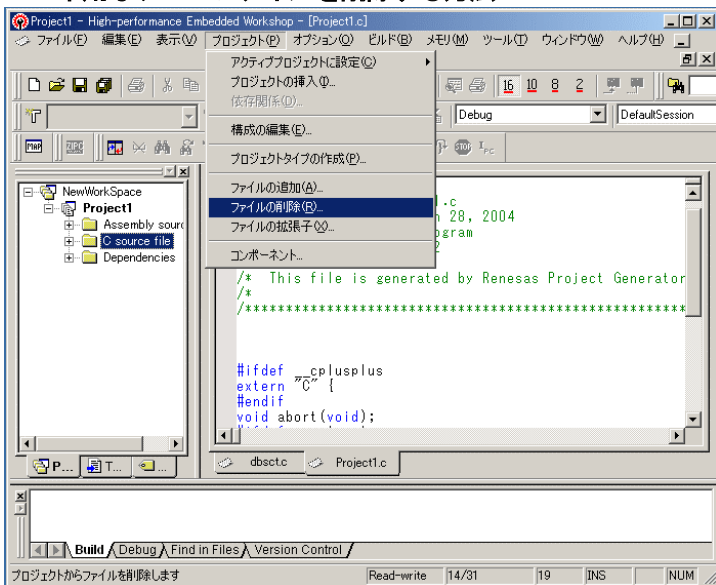 Project1 - High-performance Embedded Workshop - [Project1.c]
ファイル(F) 編集(E) 表示(V) プロジェクト(P) オプション(O) ビルド(B) メモリ(M) ツール(T) ウィンドウ(W) ヘルプ(H)
アクティブプロジェクトに設定(C)
プロジェクトの挿入(I)...
依存関係(D)...
構成の編集(E)...
プロジェクトタイプの作成(P)...
ファイルの追加(A)...
ファイルの削除(R)...
ファイルの拡張子(X)...
コンポーネント...
16 10 8 2
Debug
DefaultSession
MAP
STOP
NewWorkSpace
Project1
Assembly sour
C source file
Dependencies
.c
28, 2004
gram
/* This file is generated by Renesas Project Generator
/*
/****************************************************
#ifdef __cplusplus
extern "C" {
#endif
void abort(void);
P... T... ...
dbsct.c Project1.c
Build Debug Find in Files Version Control
プロジェクトからファイルを削除します Read-write 14/31 19 INS NUM